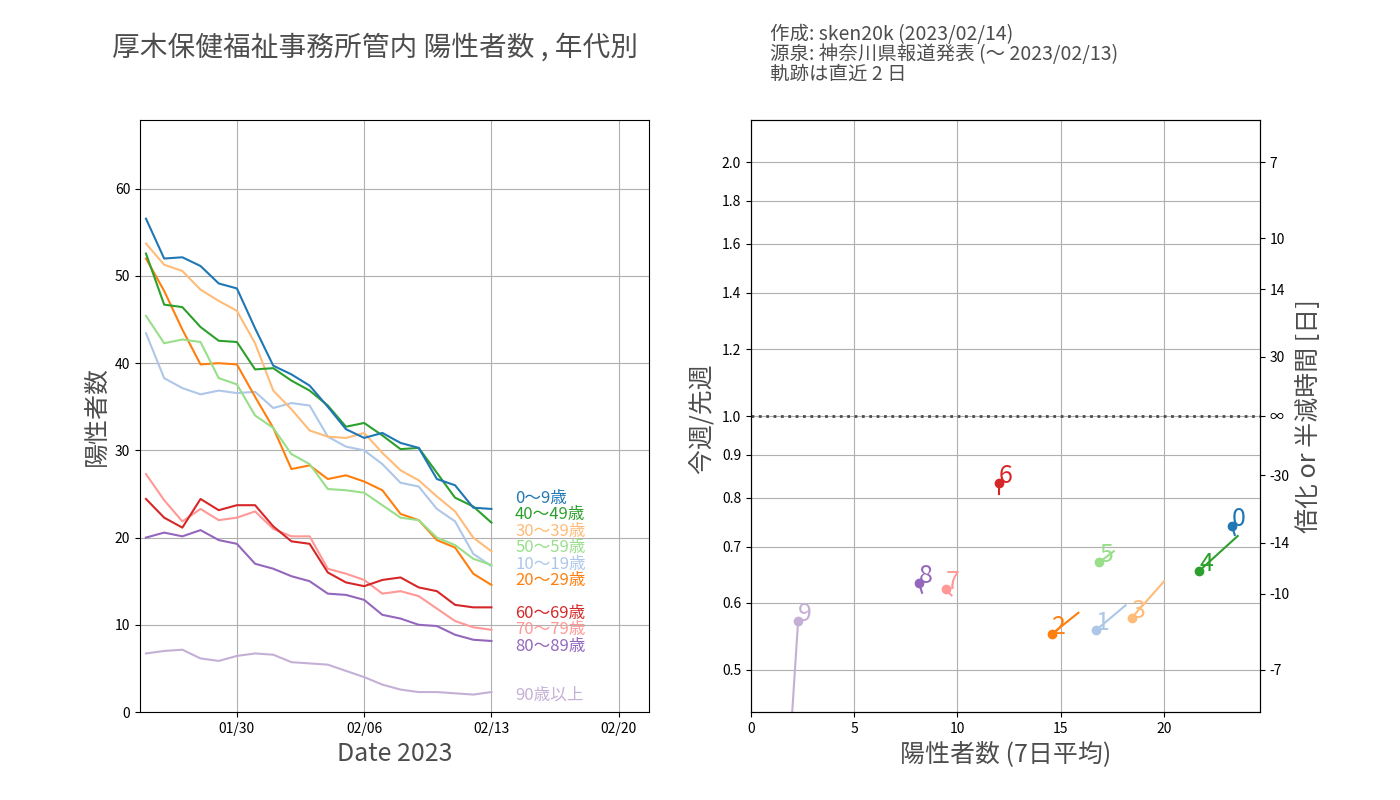 厚木保健福祉事務所管内 陽性者数 , 年代別
作成: sken20k (2023/02/14)
源泉: 神奈川県報道発表 (〜 2023/02/13)
軌跡は直近 2 日
陽性者数
60
50
40
30
20
10
0
0〜9歳
40〜49歳
30〜39歳
50〜59歳
10〜19歳
20〜29歳
60〜69歳
70〜79歳
80〜89歳
90歳以上
01/30
02/06
02/13
02/20
Date 2023
今週/先週
2.0
1.8
1.6
1.4
1.2
1.0
0.9
0.8
0.7
0.6
0.5
6
0
5
4
8
7
9
3
2
1
0
5
10
15
20
陽性者数 (7日平均)
7
10
14
30
∞
-30
-14
-10
-7
倍化 or 半減時間 [日]